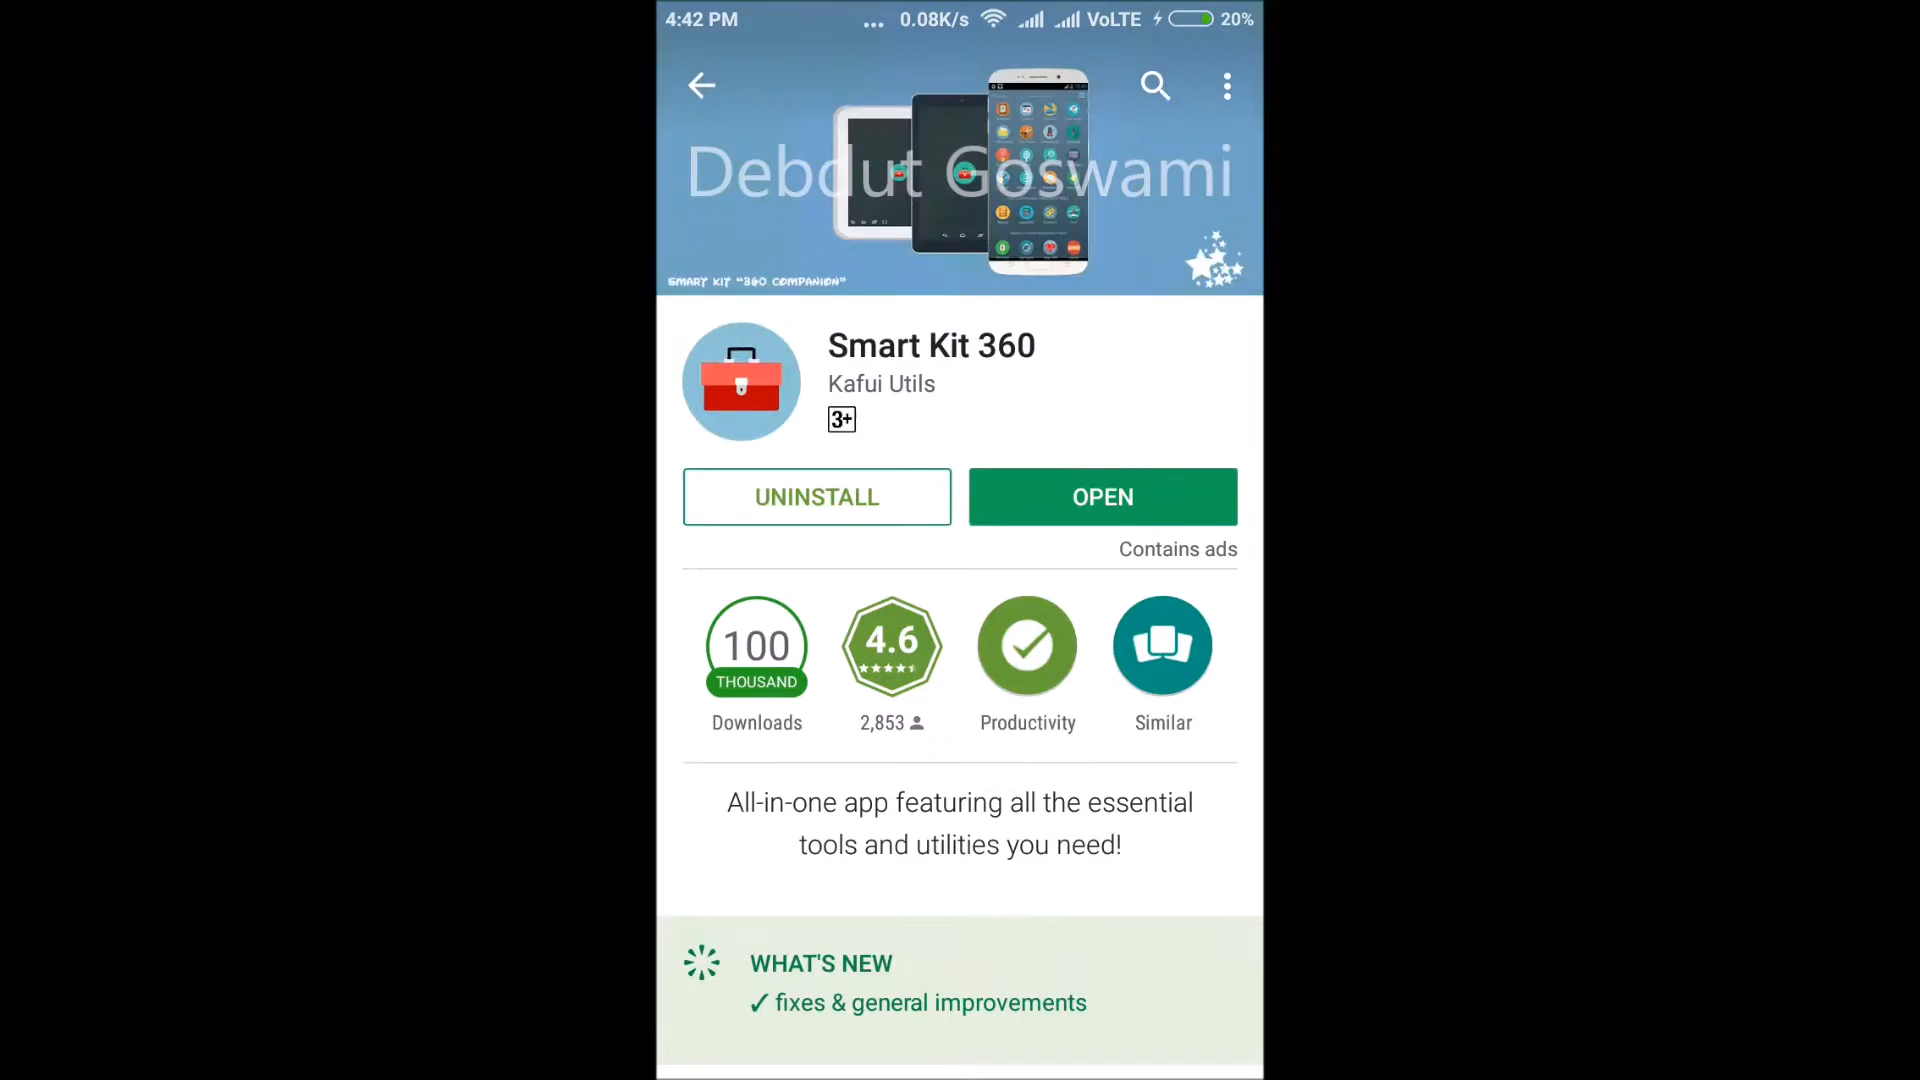 4:42 PM ... 0.08K/s VoLTE 20%
Debdut Goswami
SMART KIT "360 COMPANION"
Smart Kit 360
Kafui Utils
3+
UNINSTALL OPEN
Contains ads
100 4.6
THOUSAND
Downloads 2,853 Productivity Similar
All-in-one app featuring all the essential
tools and utilities you need!
WHAT'S NEW
✓ fixes & general improvements